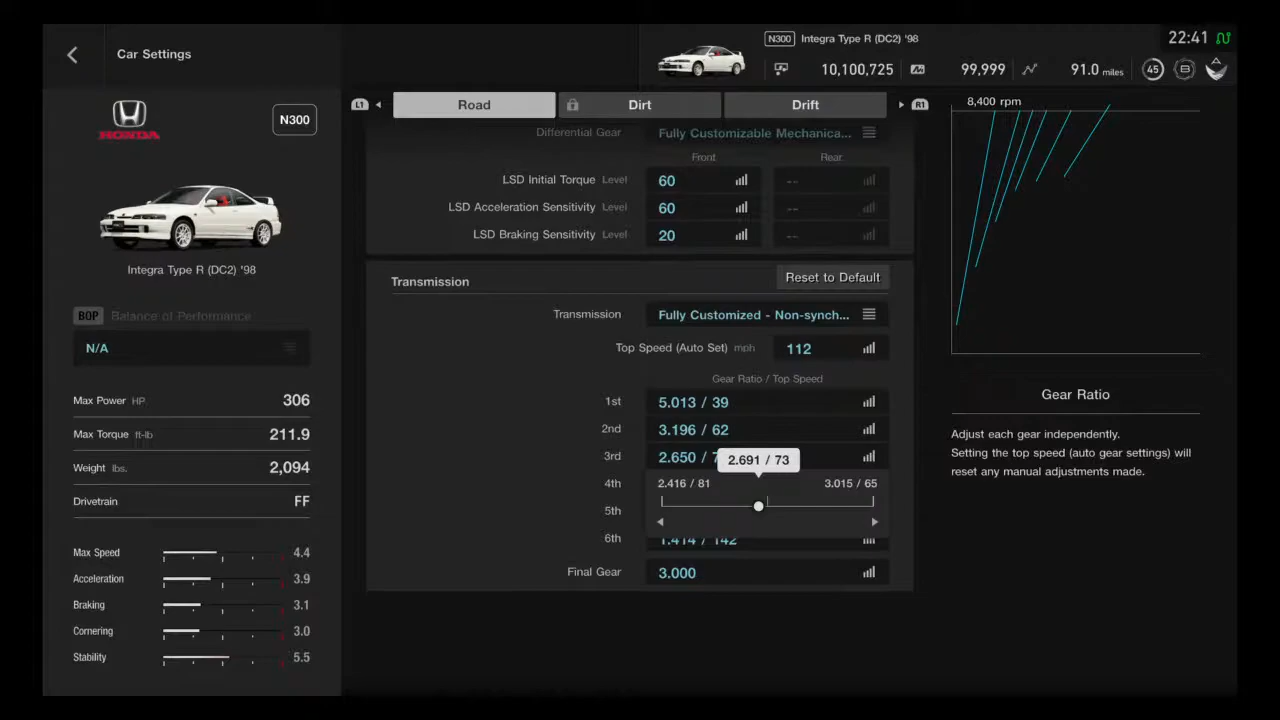 22:41
Car Settings
N300 Integra Type R (DC2) '98
10,100,725 99,999 91.0 miles 45 B
HONDA
N300
L1 Road Dirt Drift R1
8,400 rpm
Differential Gear Fully Customizable Mechanica...
Front Rear
LSD Initial Torque Level 60 --
LSD Acceleration Sensitivity Level 60 --
LSD Braking Sensitivity Level 20 --
Integra Type R (DC2) '98
Transmission Reset to Default
BOP Balance of Performance
N/A
Transmission Fully Customized - Non-synch...
Top Speed (Auto Set) mph 112
Gear Ratio / Top Speed
1st 5.013 / 39
2nd 3.196 / 62
3rd 2.650 /
2.691 / 73
4th 2.416 / 81 3.015 / 65
5th
6th 1.414 / 142
Final Gear 3.000
Gear Ratio
Adjust each gear independently.
Setting the top speed (auto gear settings) will
reset any manual adjustments made.
Max Power HP 306
Max Torque ft-lb 211.9
Weight lbs. 2,094
Drivetrain FF
Max Speed 4.4
Acceleration 3.9
Braking 3.1
Cornering 3.0
Stability 5.5